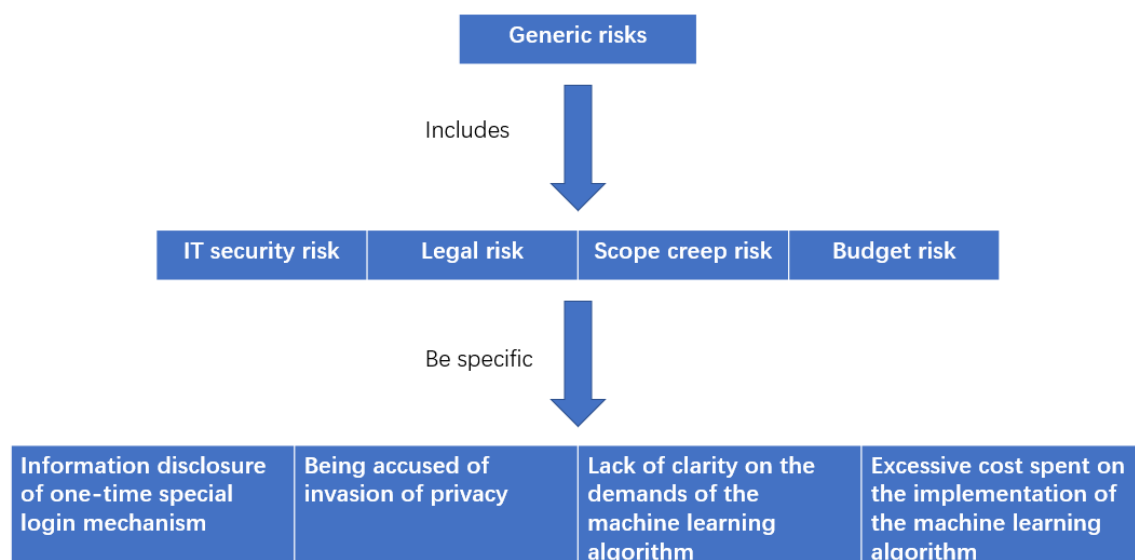 Generic risks
Includes
IT security risk
Legal risk
Scope creep risk
Budget risk
Be specific
Information disclosure
of one-time special
login mechanism
Being accused of
invasion of privacy
Lack of clarity on the
demands of the
machine learning
algorithm
Excessive cost spent on
the implementation of
the machine learning
algorithm